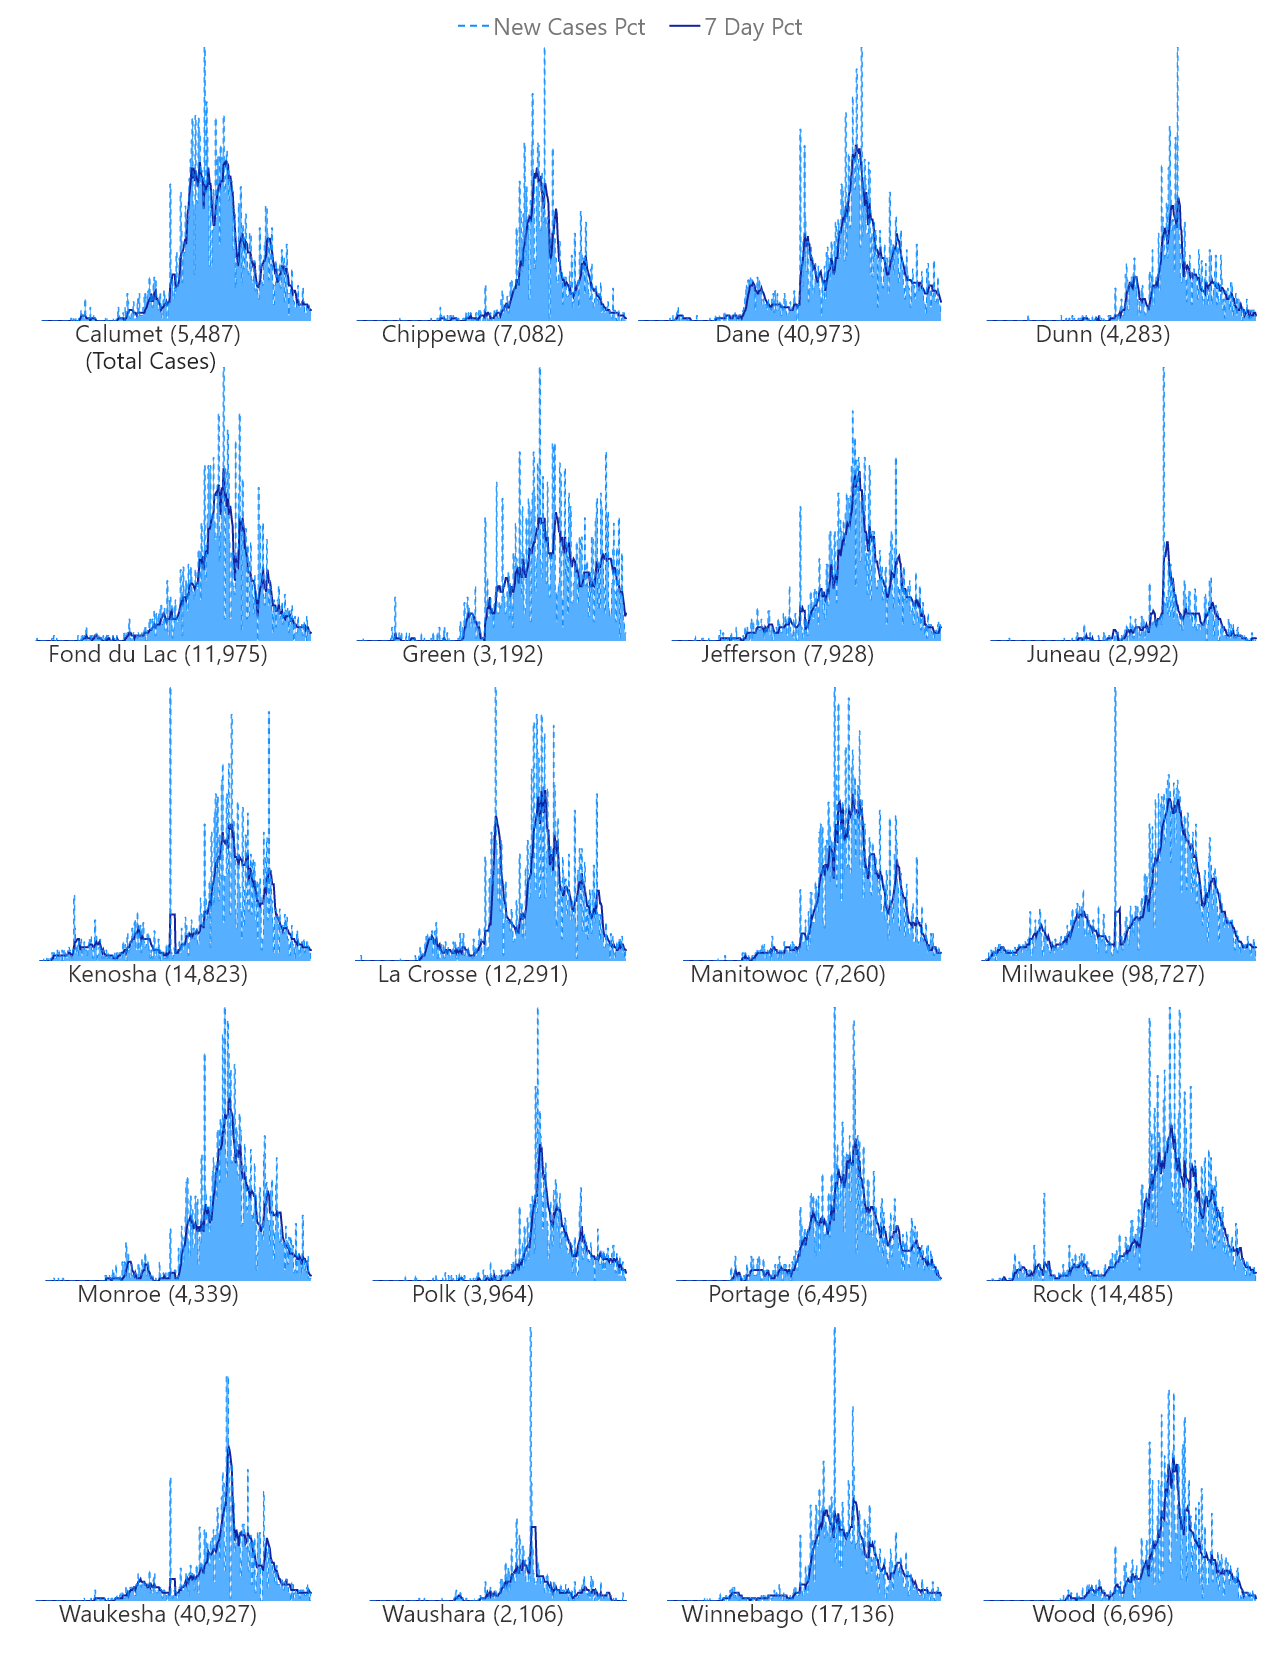 New Cases Pct 7 Day Pct
Calumet (5,487) Chippewa (7,082) Dane (40,973) Dunn (4,283)
(Total Cases)
Fond du Lac (11,975) Green (3,192) Jefferson (7,928) Juneau (2,992)
Kenosha (14,823) La Crosse (12,291) Manitowoc (7,260) Milwaukee (98,727)
Monroe (4,339) Polk (3,964) Portage (6,495) Rock (14,485)
Waukesha (40,927) Waushara (2,106) Winnebago (17,136) Wood (6,696)